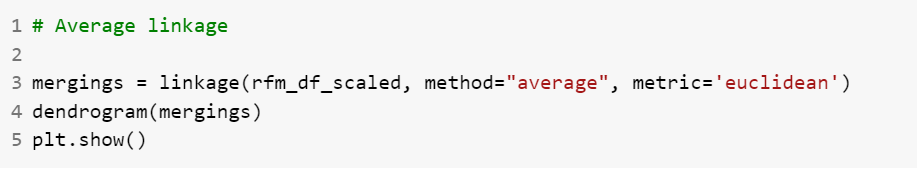 1 # Average linkage
2
3 mergings = linkage(rfm_df_scaled, method="average", metric='euclidean')
4 dendrogram(mergings)
5 plt.show()